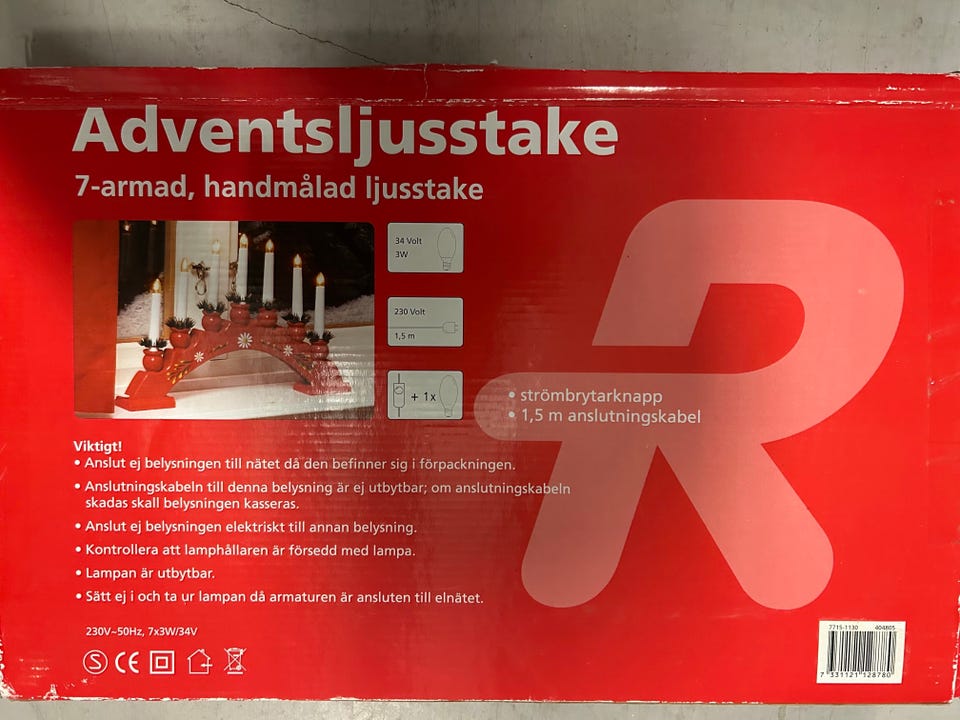 Adventsljusstake
7-armad, handmålad ljusstake
34 Volt
3W
230 Volt
1,5 m
+ 1x
• strömbrytarknapp
• 1,5 m anslutningskabel
R
Viktigt!
• Anslut ej belysningen till nätet då den befinner sig i förpackningen.
• Anslutningskabeln till denna belysning är ej utbytbar; om anslutningskabeln
skadas skall belysningen kasseras.
• Anslut ej belysningen elektriskt till annan belysning.
• Kontrollera att lamphållaren är försedd med lampa.
• Lampan är utbytbar.
• Sätt ej i och ta ur lampan då armaturen är ansluten till elnätet.
230V~50Hz, 7x3W/34V
S CE
7715-1130 404805
7 331121 128780